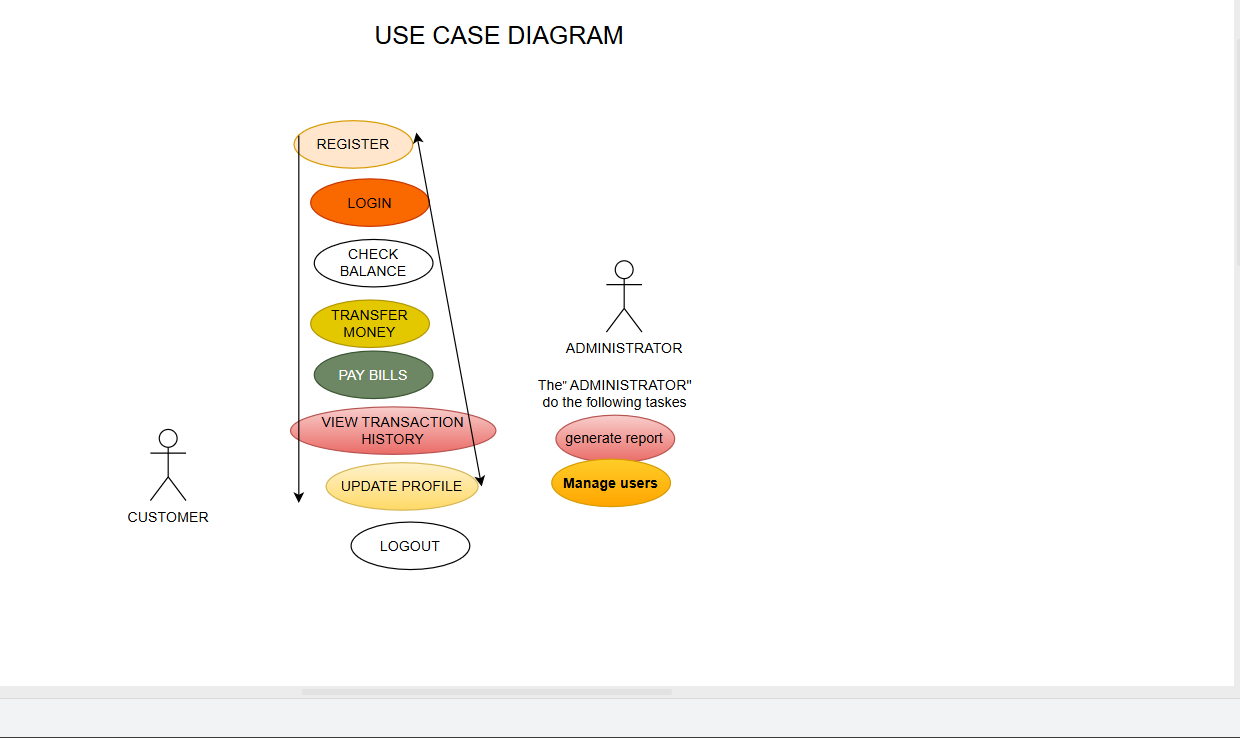 USE CASE DIAGRAM
REGISTER
LOGIN
CHECK
BALANCE
TRANSFER
MONEY
PAY BILLS
VIEW TRANSACTION
HISTORY
UPDATE PROFILE
LOGOUT
CUSTOMER
ADMINISTRATOR
The" ADMINISTRATOR"
do the following taskes
generate report
Manage users